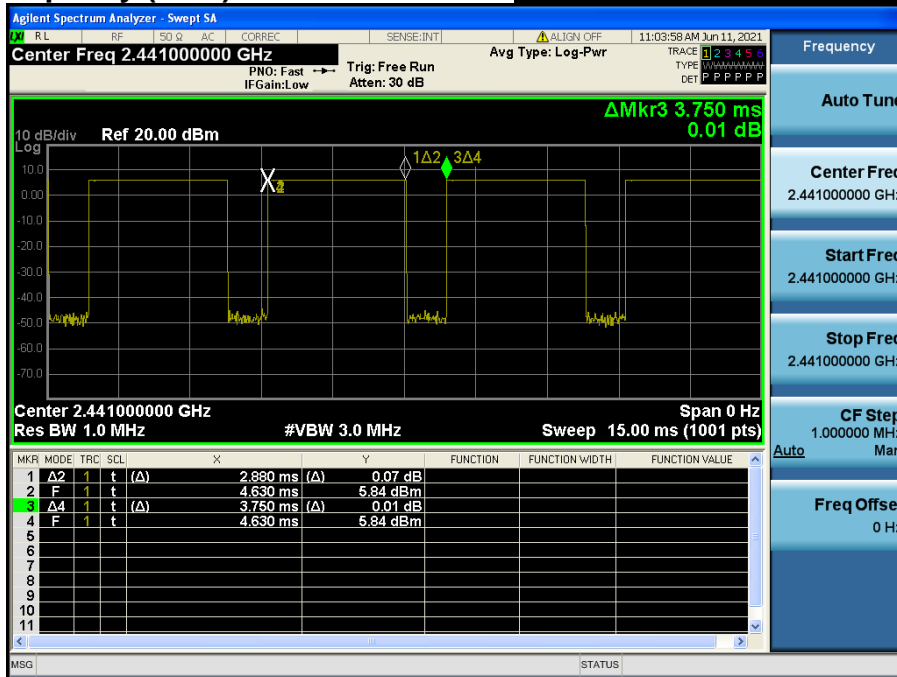 Agilent Spectrum Analyzer - Swept SA
LXI RL RF 50 Ω AC CORREC SENSE:INT ALIGN OFF 11:03:58 AM Jun 11, 2021
Center Freq 2.441000000 GHz
PNO: Fast
IFGain:Low
Trig: Free Run
Atten: 30 dB
Avg Type: Log-Pwr
TRACE 1 2 3 4 5 6
TYPE W
DET P P P P P P
Frequency
Auto Tune
Center Freq
2.441000000 GHz
Start Freq
2.441000000 GHz
Stop Freq
2.441000000 GHz
CF Step
1.000000 MHz
Auto Man
Freq Offse
0 Hz
ΔMkr3 3.750 ms
0.01 dB
10 dB/div Ref 20.00 dBm
Log
1Δ2 3Δ4
10.0
0.00
-10.0
-20.0
-30.0
-40.0
-50.0
-60.0
-70.0
Center 2.441000000 GHz Span 0 Hz
Res BW 1.0 MHz #VBW 3.0 MHz Sweep 15.00 ms (1001 pts)
MKR MODE TRC SCL X Y FUNCTION FUNCTION WIDTH FUNCTION VALUE
1 Δ2 1 t (Δ) 2.880 ms (Δ) 0.07 dB
2 F 1 t 4.630 ms 5.84 dBm
3 Δ4 1 t (Δ) 3.750 ms (Δ) 0.01 dB
4 F 1 t 4.630 ms 5.84 dBm
5
6
7
8
9
10
11
MSG STATUS